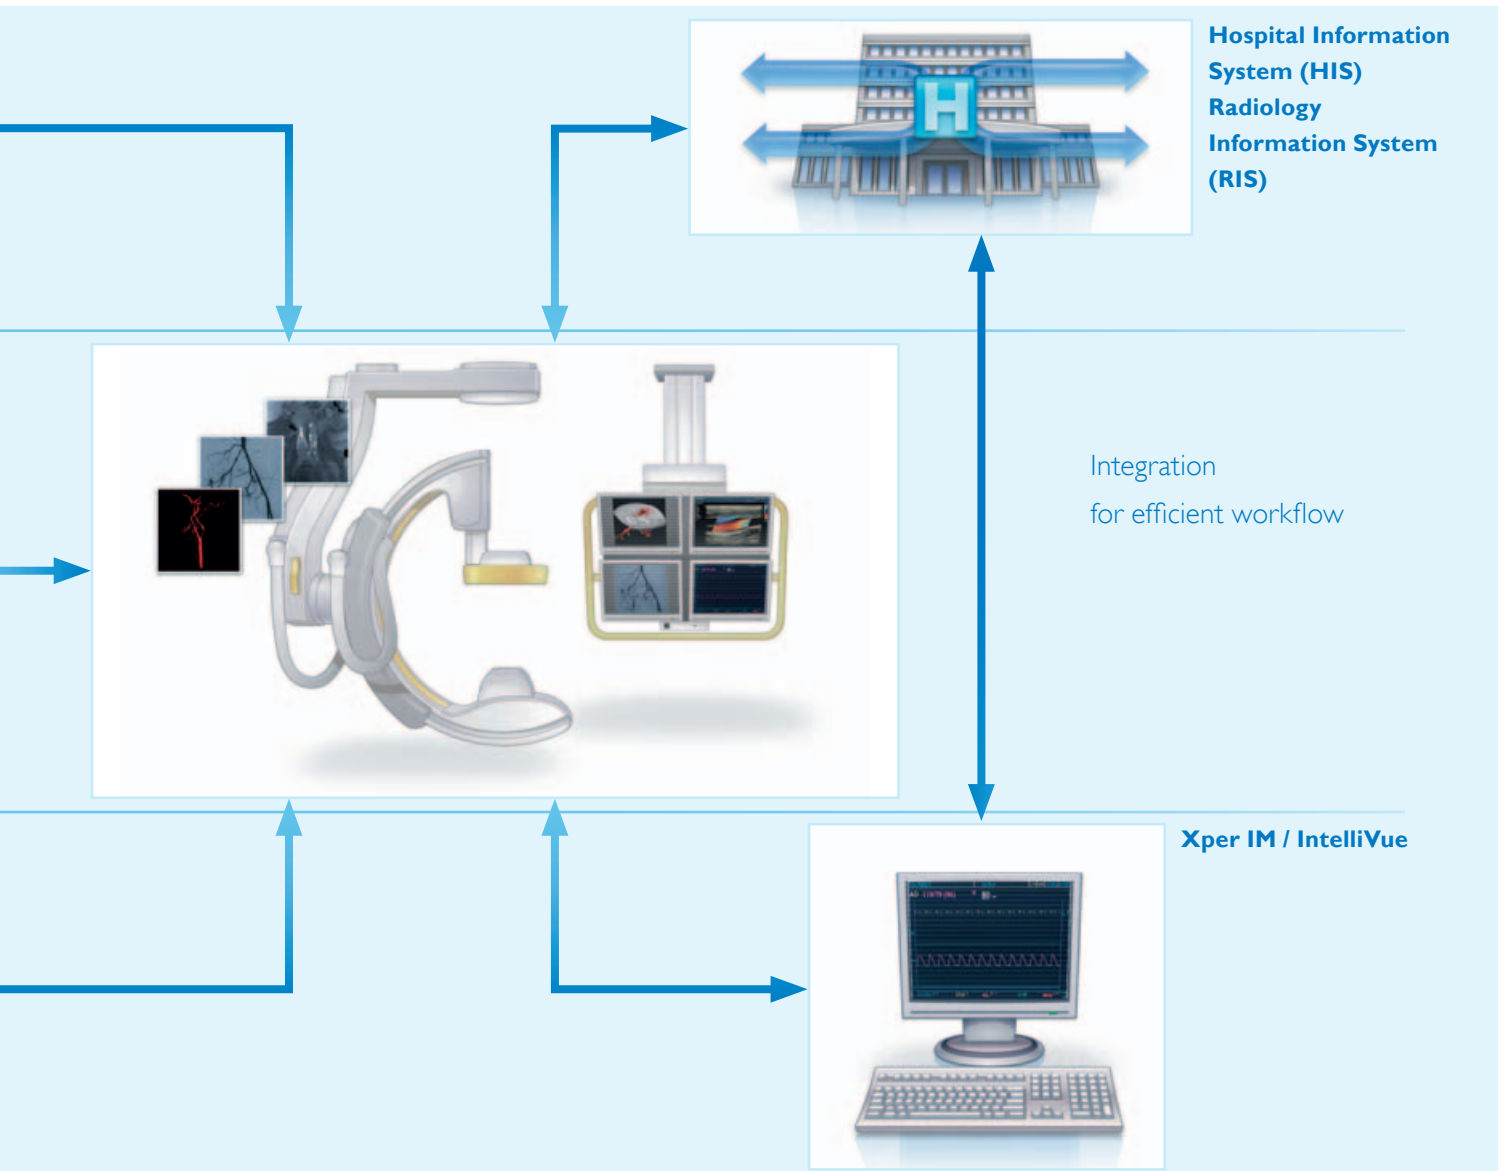 Hospital Information
System (HIS)
Radiology
Information System
(RIS)
H
Integration
for efficient workflow
Xper IM / IntelliVue